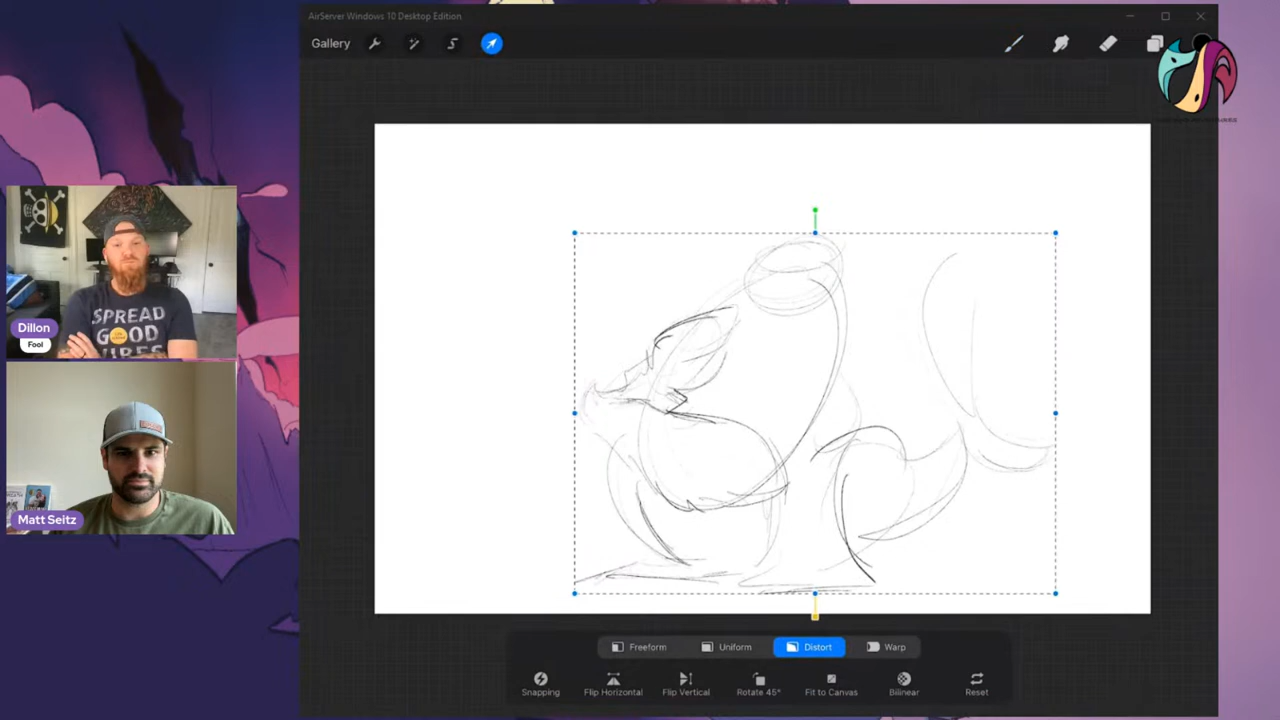 AirServer Windows 10 Desktop Edition
Gallery
SPREAD
GOOD
VIBES
Dillon
Fool
Matt Seitz
Freeform
Uniform
Distort
Warp
Snapping
Flip Horizontal
Flip Vertical
Rotate 45°
Fit to Canvas
Bilinear
Reset